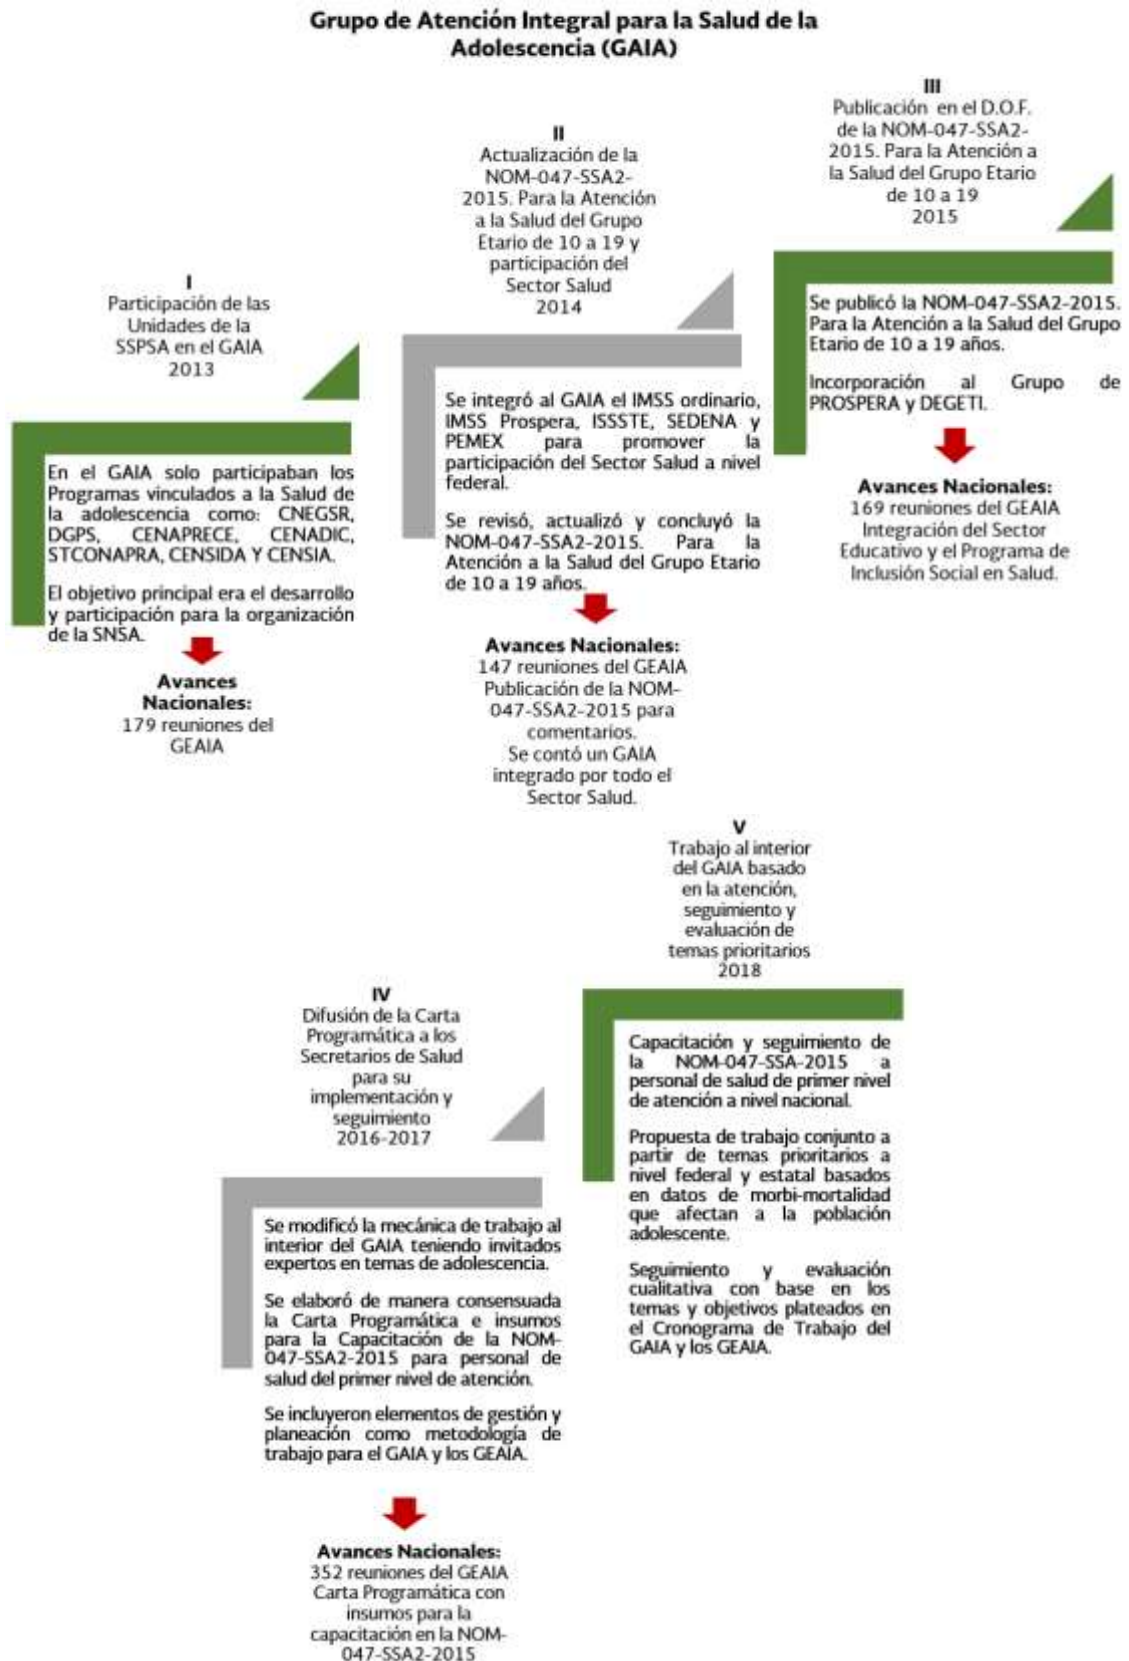 Grupo de Atención Integral para la Salud de la
Adolescencia (GAIA)
I
Participación de las
Unidades de la
SSPSA en el GAIA
2013
En el GAIA solo participaban los
Programas vinculados a la Salud de
la adolescencia como: CNEGSR,
DGPS, CENAPRECE, CENADIC,
STCONAPRA, CENSIDA Y CENSIA.
El objetivo principal era el desarrollo
y participación para la organización
de la SNSA.
Avances
Nacionales:
179 reuniones del
GEAIA
II
Actualización de la
NOM-047-SSA2-
2015. Para la Atención
a la Salud del Grupo
Etario de 10 a 19 y
participación del
Sector Salud
2014
Se integró al GAIA el IMSS ordinario,
IMSS Prospera, ISSSTE, SEDENA y
PEMEX para promover la
participación del Sector Salud a nivel
federal.
Se revisó, actualizó y concluyó la
NOM-047-SSA2-2015. Para la
Atención a la Salud del Grupo Etario
de 10 a 19 años.
Avances Nacionales:
147 reuniones del GEAIA
Publicación de la NOM-
047-SSA2-2015 para
comentarios.
Se contó un GAIA
integrado por todo el
Sector Salud.
III
Publicación en el D.O.F.
de la NOM-047-SSA2-
2015. Para la Atención a
la Salud del Grupo Etario
de 10 a 19
2015
Se publicó la NOM-047-SSA2-2015.
Para la Atención a la Salud del Grupo
Etario de 10 a 19 años.
Incorporación al Grupo de
PROSPERA y DEGETI.
Avances Nacionales:
169 reuniones del GEAIA
Integración del Sector
Educativo y el Programa de
Inclusión Social en Salud.
IV
Difusión de la Carta
Programática a los
Secretarios de Salud
para su
implementación y
seguimiento
2016-2017
Se modificó la mecánica de trabajo al
interior del GAIA teniendo invitados
expertos en temas de adolescencia.
Se elaboró de manera consensuada
la Carta Programática e insumos
para la Capacitación de la NOM-
047-SSA2-2015 para personal de
salud del primer nivel de atención.
Se incluyeron elementos de gestión y
planeación como metodología de
trabajo para el GAIA y los GEAIA.
Avances Nacionales:
352 reuniones del GEAIA
Carta Programática con
insumos para la
capacitación en la NOM-
047-SSA2-2015
V
Trabajo al interior
del GAIA basado
en la atención,
seguimiento y
evaluación de
temas prioritarios
2018
Capacitación y seguimiento de
la NOM-047-SSA-2015 a
personal de salud de primer nivel
de atención a nivel nacional.
Propuesta de trabajo conjunto a
partir de temas prioritarios a
nivel federal y estatal basados
en datos de morbi-mortalidad
que afectan a la población
adolescente.
Seguimiento y evaluación
cualitativa con base en los
temas y objetivos plateados en
el Cronograma de Trabajo del
GAIA y los GEAIA.